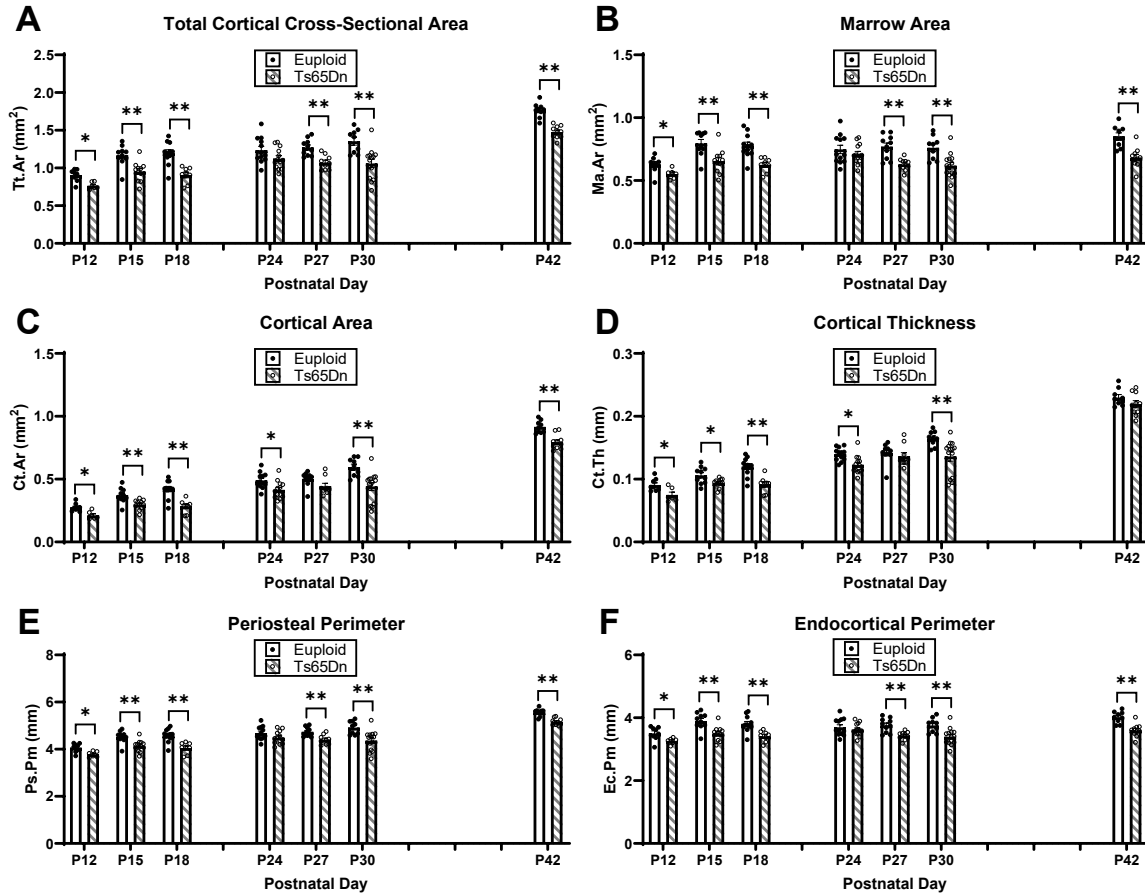 A
Total Cortical Cross-Sectional Area
Euploid
Ts65Dn
Tt.Ar (mm²)
2.5
2.0
1.5
1.0
0.5
0.0
* ** ** ** ** **
P12 P15 P18 P24 P27 P30 P42
Postnatal Day
B
Marrow Area
Euploid
Ts65Dn
Ma.Ar (mm²)
1.5
1.0
0.5
0.0
* ** ** ** ** **
P12 P15 P18 P24 P27 P30 P42
Postnatal Day
C
Cortical Area
Euploid
Ts65Dn
Ct.Ar (mm²)
1.5
1.0
0.5
0.0
* ** ** * ** **
P12 P15 P18 P24 P27 P30 P42
Postnatal Day
D
Cortical Thickness
Euploid
Ts65Dn
Ct.Th (mm)
0.3
0.2
0.1
0.0
* * ** * **
P12 P15 P18 P24 P27 P30 P42
Postnatal Day
E
Periosteal Perimeter
Euploid
Ts65Dn
Ps.Pm (mm)
8
6
4
2
0
* ** ** ** ** **
P12 P15 P18 P24 P27 P30 P42
Postnatal Day
F
Endocortical Perimeter
Euploid
Ts65Dn
Ec.Pm (mm)
6
4
2
0
* ** ** ** ** **
P12 P15 P18 P24 P27 P30 P42
Postnatal Day